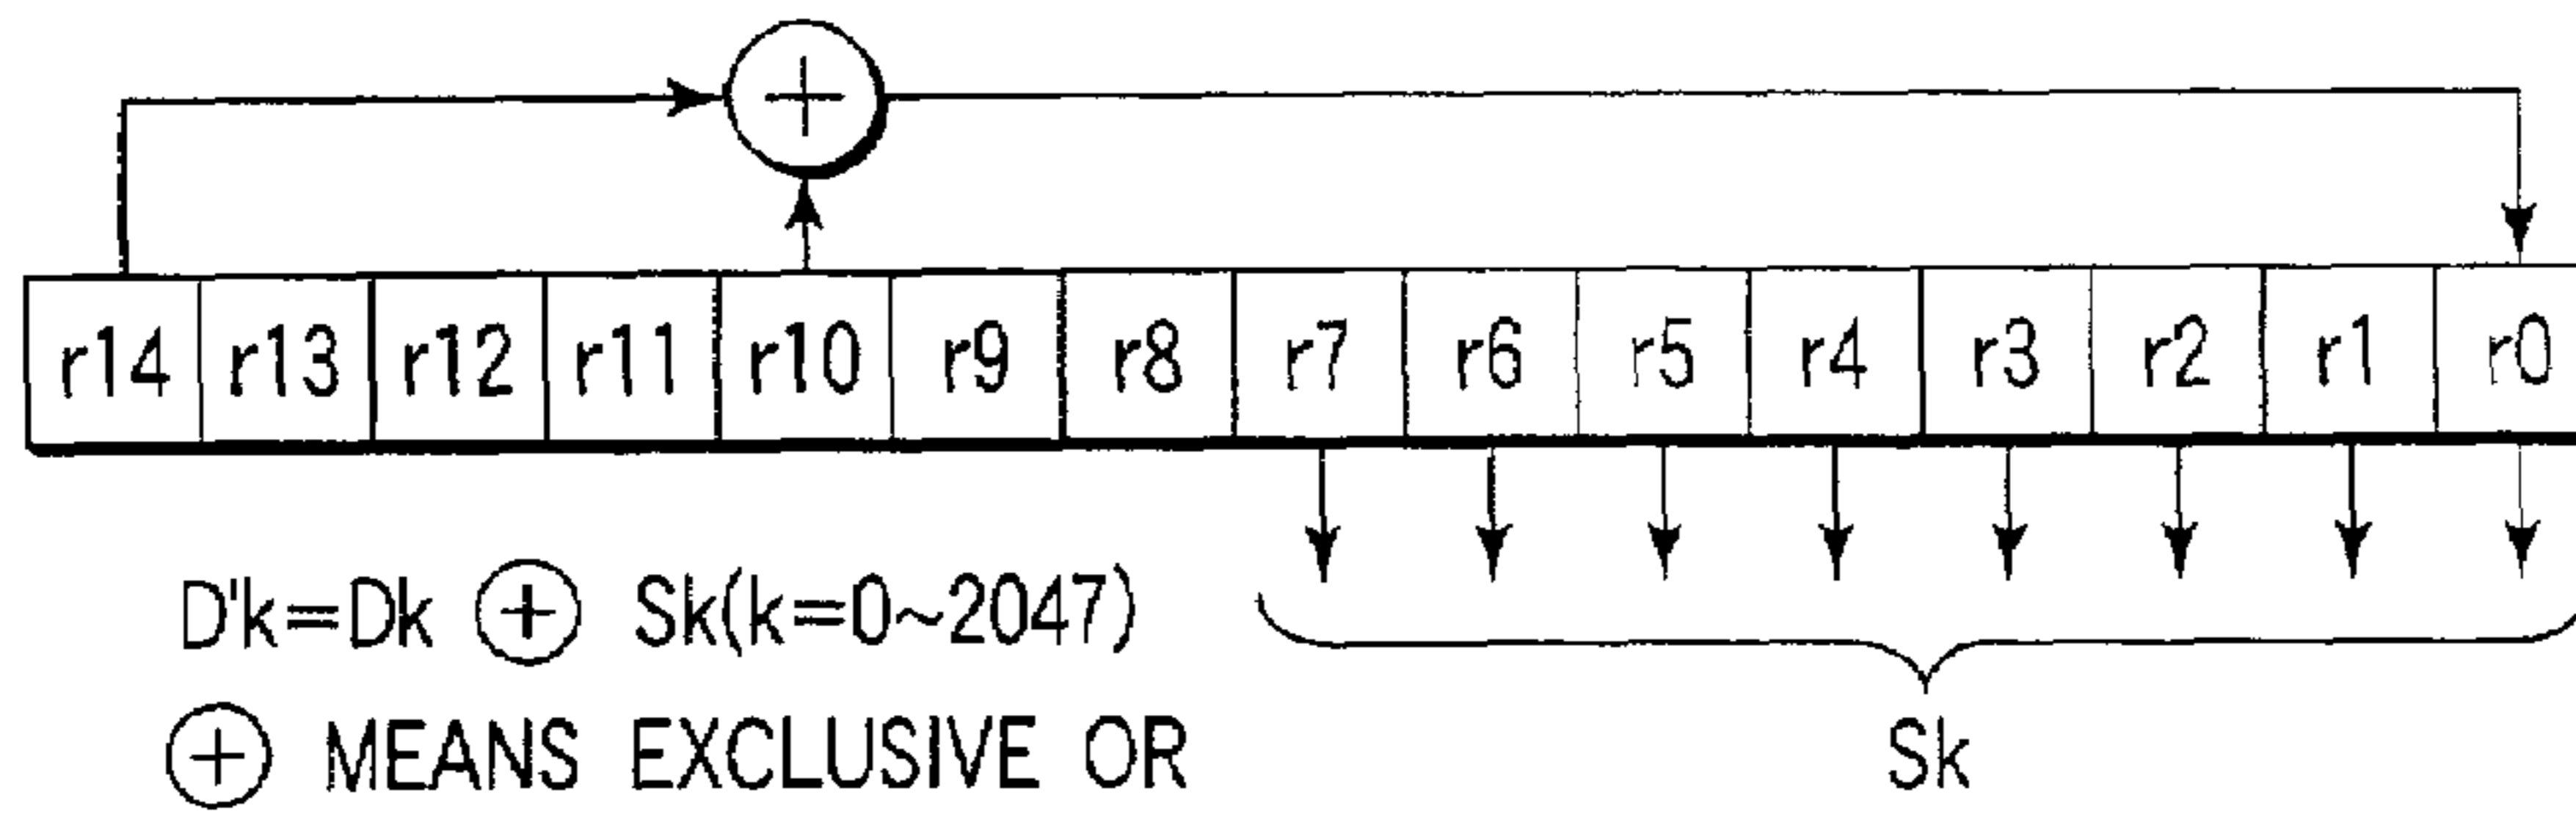 r14 r13 r12 r11 r10 r9 r8 r7 r6 r5 r4 r3 r2 r1 r0
D'k=Dk ⊕ Sk(k=0~2047)
⊕ MEANS EXCLUSIVE OR
Sk